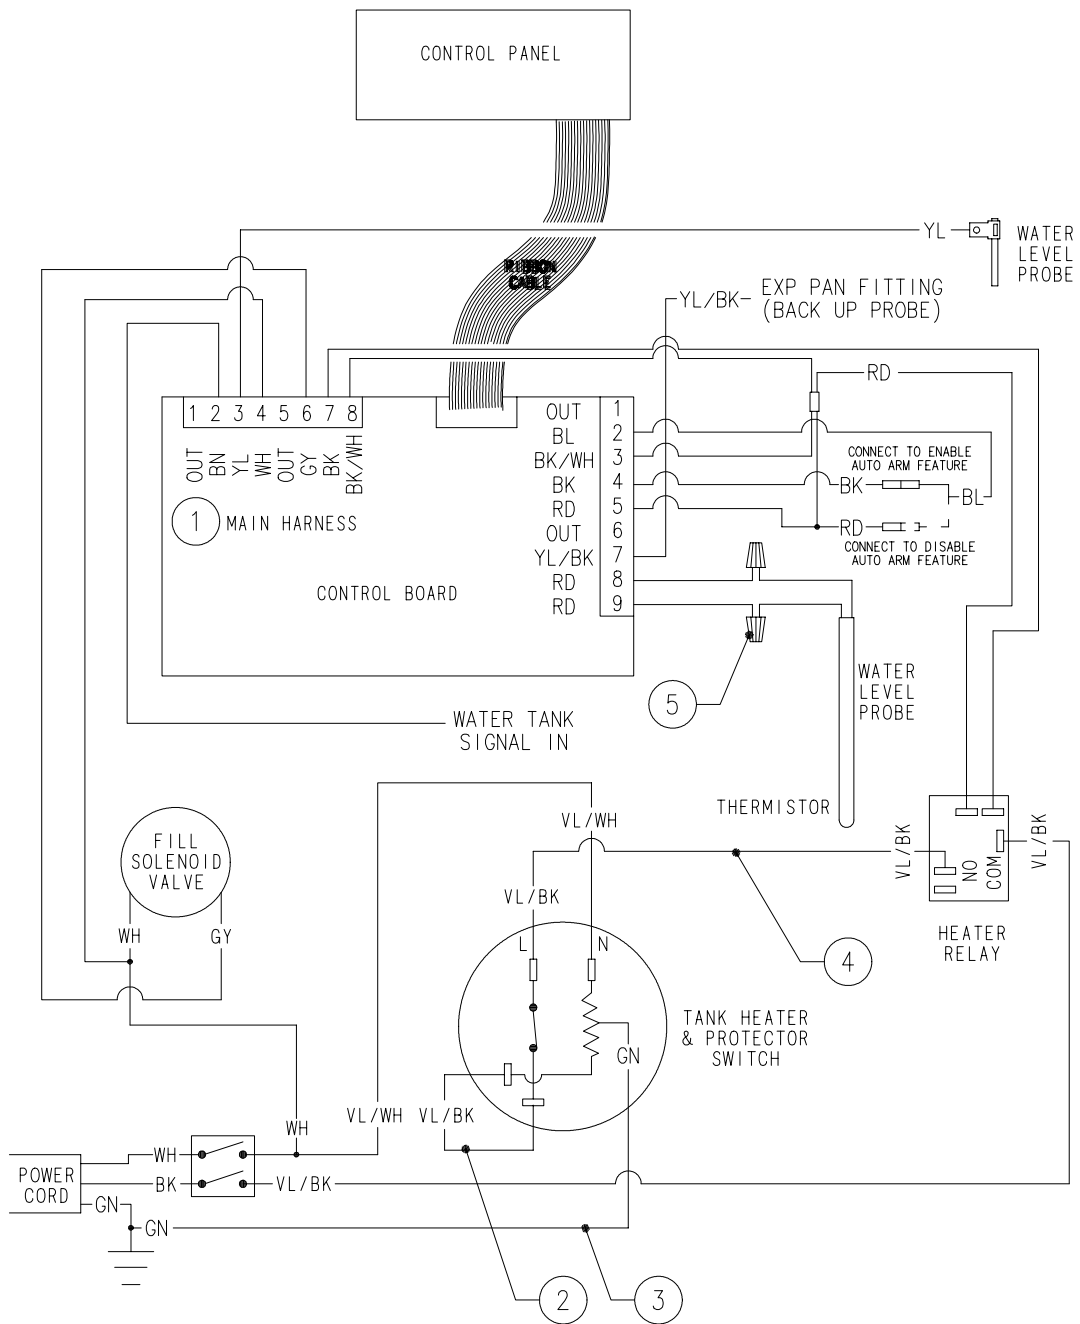 CONTROL PANEL
YL
WATER
LEVEL
PROBE
RIBBON
CABLE
YL/BK
EXP PAN FITTING
(BACK UP PROBE)
RD
1 2 3 4 5 6 7 8
OUT BN YL WH OUT GY BK BK/WH
1 MAIN HARNESS
CONTROL BOARD
OUT 1
BL 2
BK/WH 3
BK 4
RD 5
OUT 6
YL/BK 7
RD 8
RD 9
CONNECT TO ENABLE
AUTO ARM FEATURE
BK
BL
RD
CONNECT TO DISABLE
AUTO ARM FEATURE
5
WATER
LEVEL
PROBE
WATER TANK
SIGNAL IN
THERMISTOR
VL/WH
FILL
SOLENOID
VALVE
WH
GY
VL/BK
VL/BK
NO
COM
VL/BK
HEATER
RELAY
L
N
4
TANK HEATER
& PROTECTOR
SWITCH
GN
VL/WH
VL/BK
WH
POWER
CORD
WH
BK
VL/BK
GN
GN
2
3